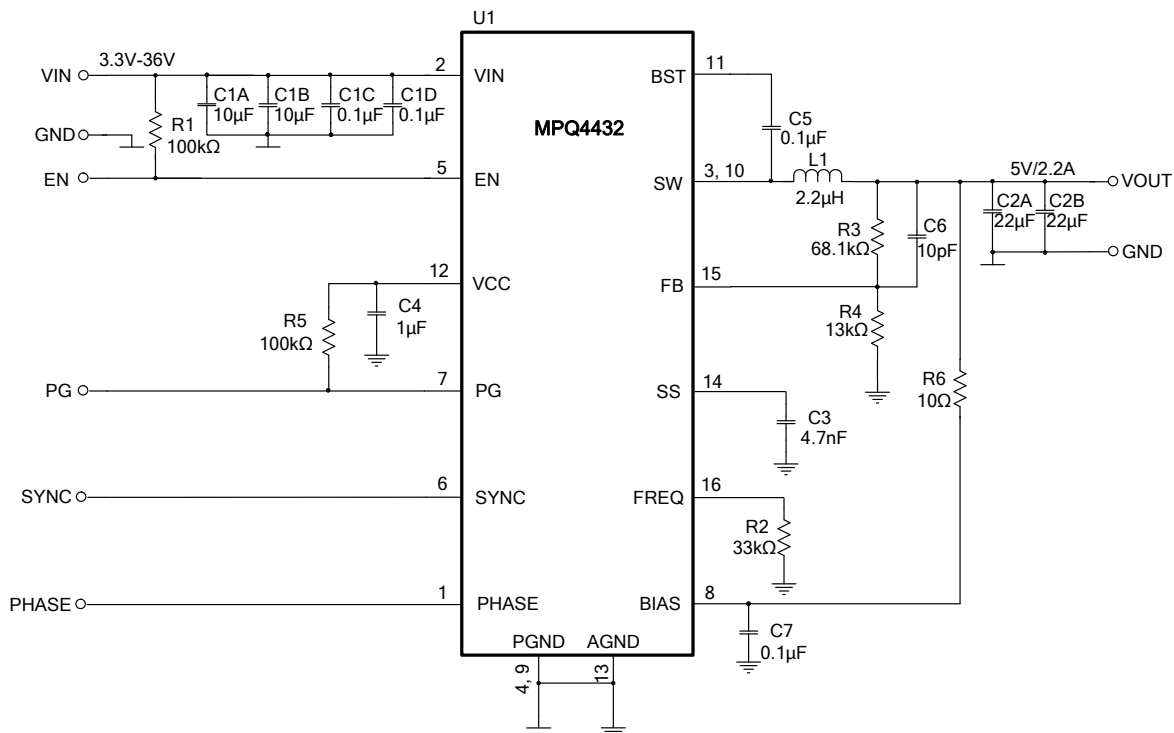 U1
3.3V-36V
VIN
2
VIN
BST
11
C1A
10µF
C1B
10µF
C1C
0.1µF
C1D
0.1µF
MPQ4432
C5
0.1µF
GND
R1
100kΩ
EN
5
EN
SW
3, 10
L1
2.2µH
5V/2.2A
VOUT
C2A
22µF
C2B
22µF
R3
68.1kΩ
C6
10pF
GND
12
VCC
FB
15
C4
1µF
R5
100kΩ
R4
13kΩ
PG
7
PG
SS
14
R6
10Ω
C3
4.7nF
SYNC
6
SYNC
FREQ
16
R2
33kΩ
PHASE
1
PHASE
BIAS
8
C7
0.1µF
PGND
AGND
4, 9
13